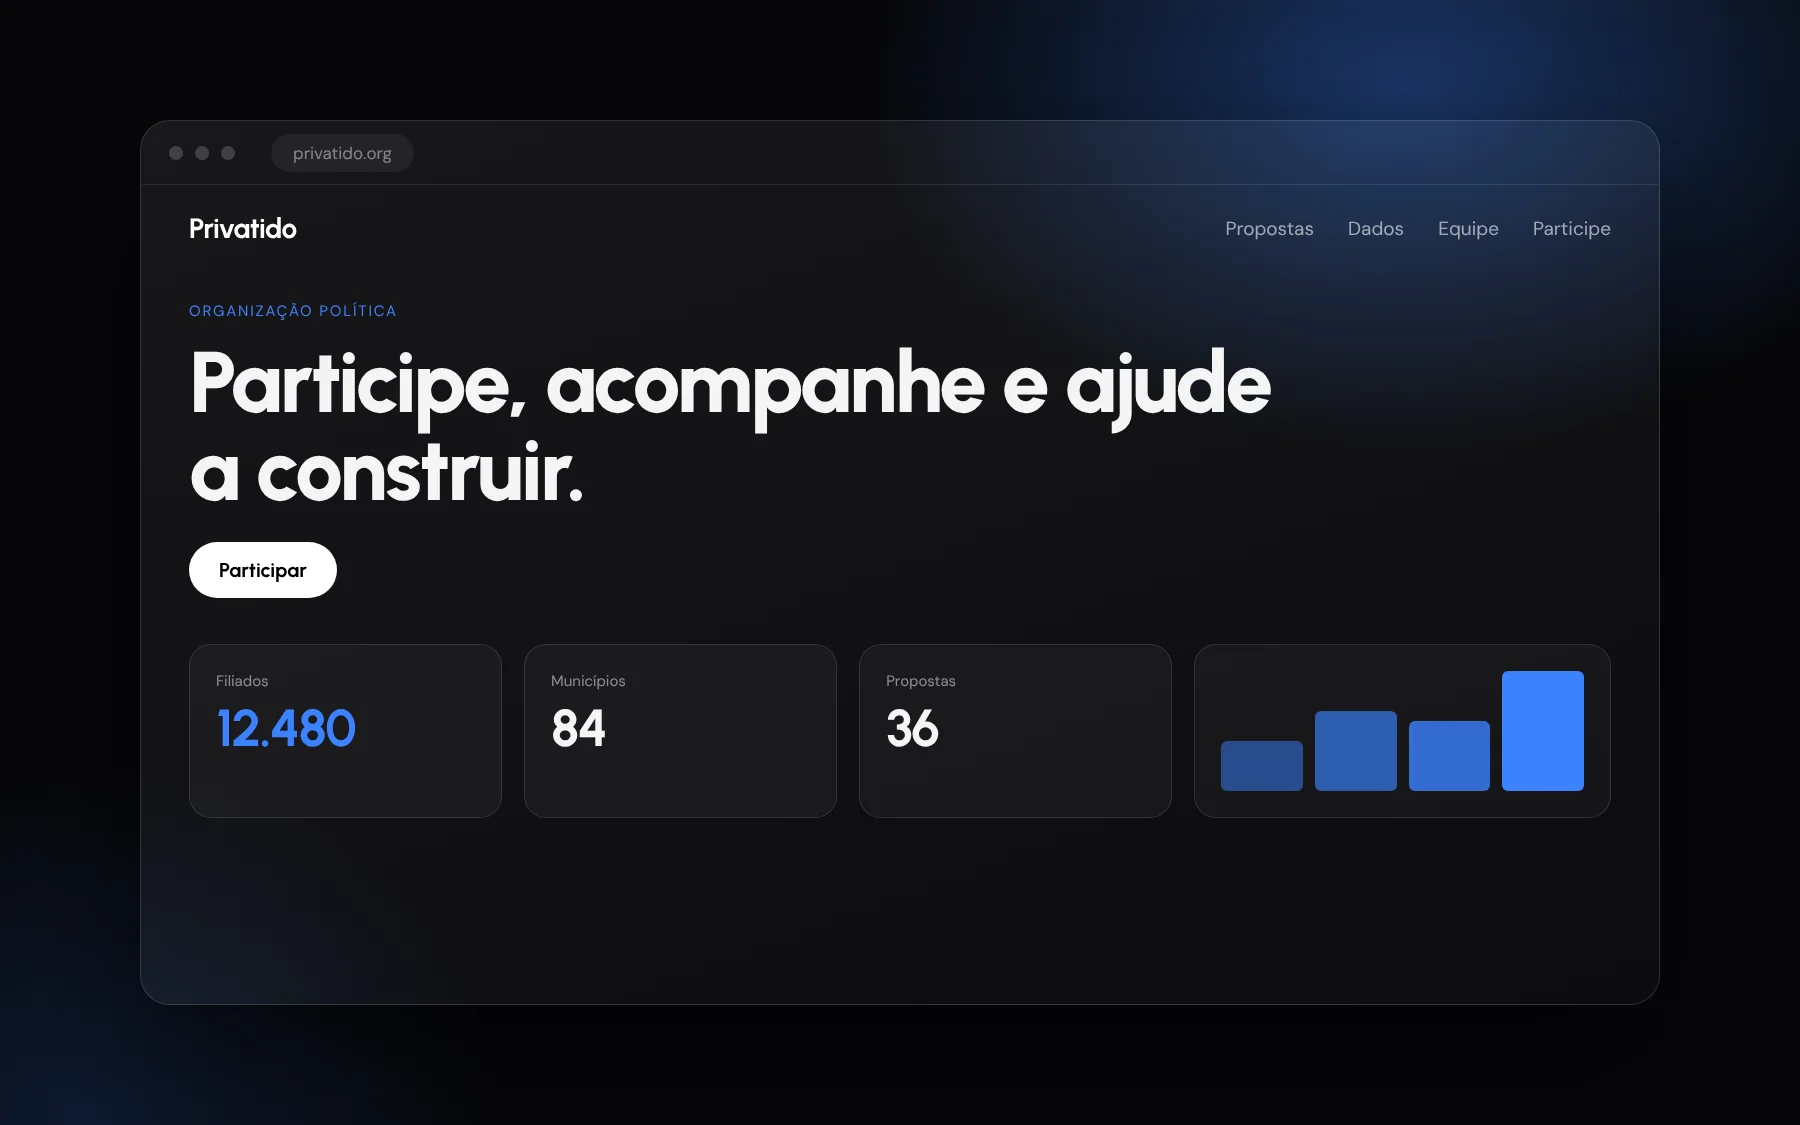 privatido.org
Privatido
Propostas
Dados
Equipe
Participe
ORGANIZAÇÃO POLÍTICA
Participe, acompanhe e ajude
a construir.
Participar
Filiados
12.480
Municípios
84
Propostas
36